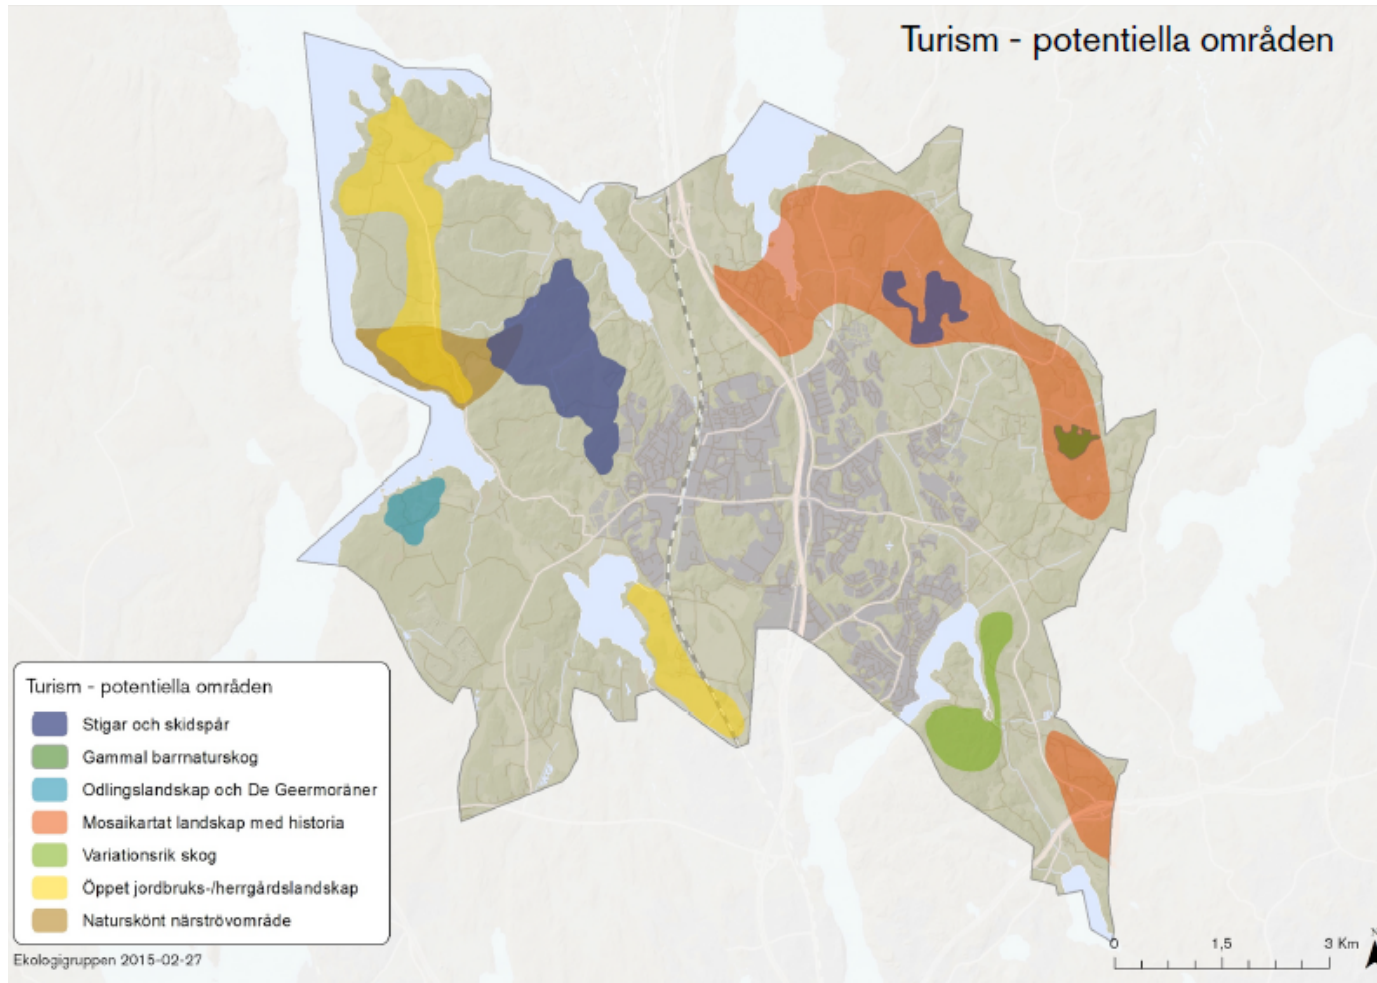 Turism - potentiella områden
Turism - potentiella områden
Stigar och skidspår
Gammal barrnaturskog
Odlingslandskap och De Geermoräner
Mosaikartat landskap med historia
Variationsrik skog
Öppet jordbruks-/herrgårdslandskap
Naturskönt närströvområde
Ekologigruppen 2015-02-27
0 1,5 3 Km
N